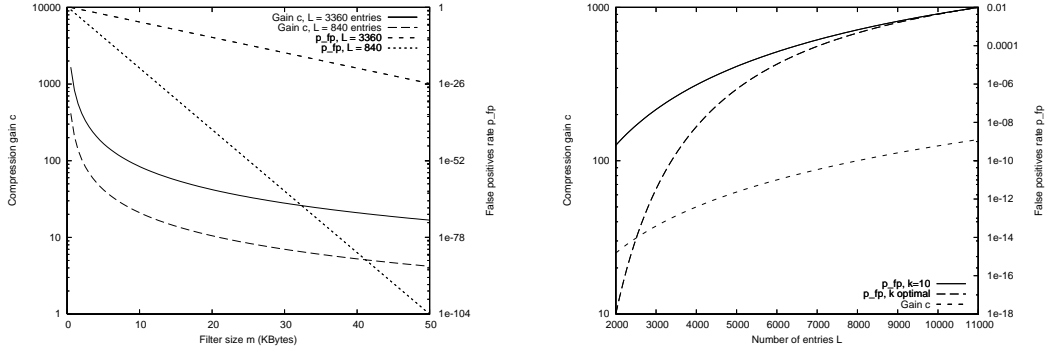 10000
1000
100
10
1
Compression gain c
0
10
20
30
40
50
Filter size m (KBytes)
1
1e-26
1e-52
1e-78
1e-104
False positives rate p_fp
Gain c, L = 3360 entries
Gain c, L = 840 entries
p_fp, L = 3360
p_fp, L = 840
1000
100
10
Compression gain c
2000
3000
4000
5000
6000
7000
8000
9000
10000
11000
Number of entries L
0.01
0.0001
1e-06
1e-08
1e-10
1e-12
1e-14
1e-16
1e-18
False positives rate p_fp
p_fp, k=10
p_fp, k optimal
Gain c